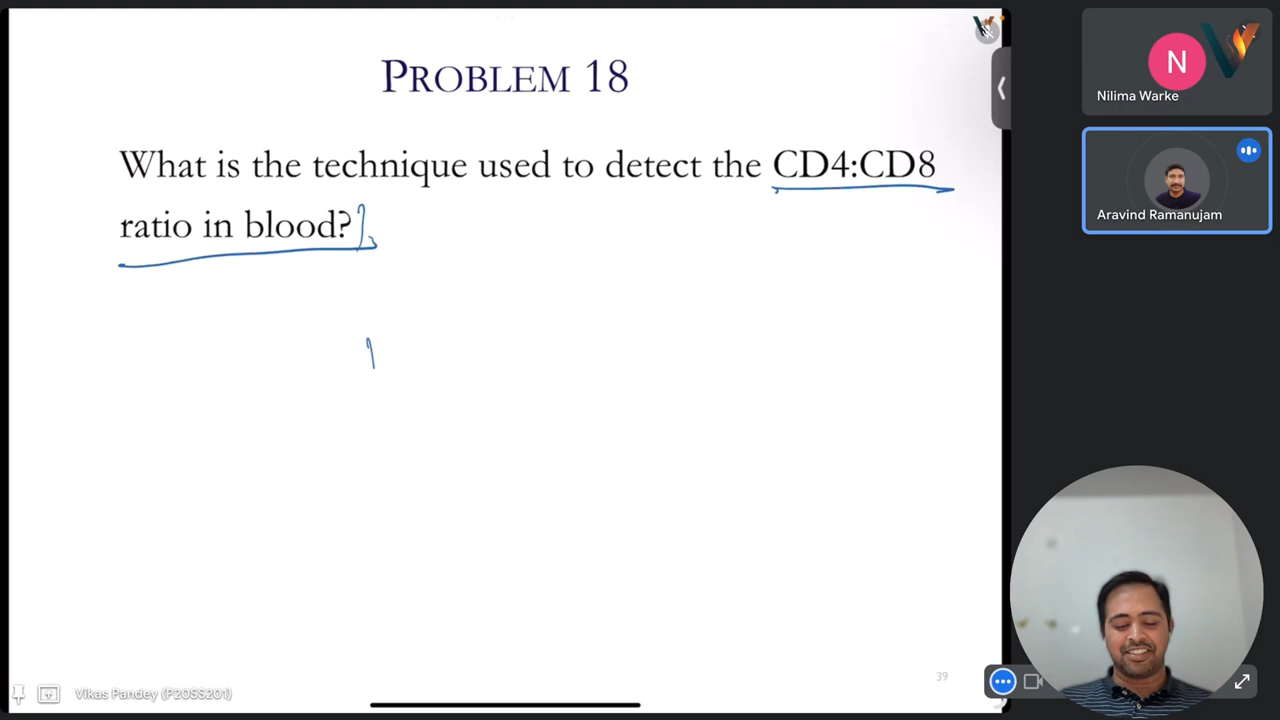 PROBLEM 18
What is the technique used to detect the CD4:CD8
ratio in blood?
39
Vikas Pandey (P20SS201)
N
Nilima Warke
Aravind Ramanujam